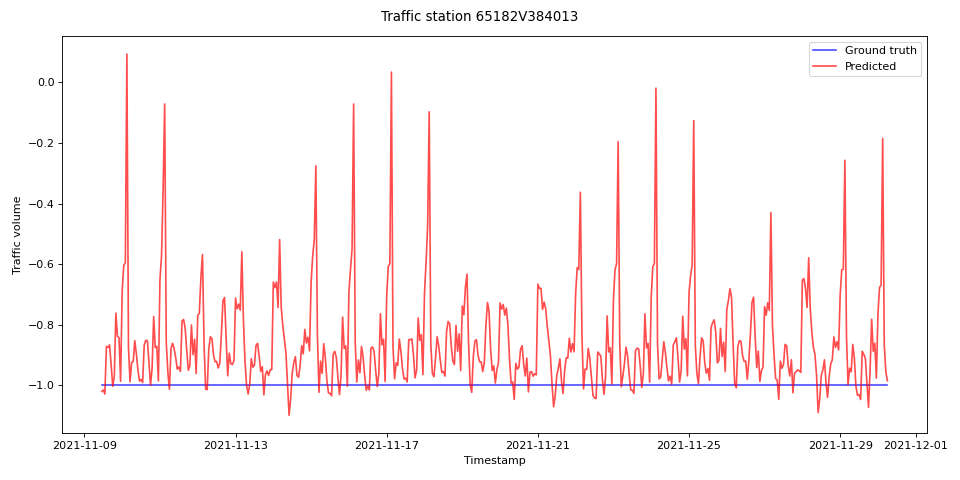 Traffic station 65182V384013
Ground truth
Predicted
Traffic volume
0.0
−0.2
−0.4
−0.6
−0.8
−1.0
2021-11-09
2021-11-13
2021-11-17
2021-11-21
2021-11-25
2021-11-29
2021-12-01
Timestamp